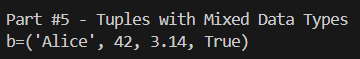 Part #5 - Tuples with Mixed Data Types
b=('Alice', 42, 3.14, True)